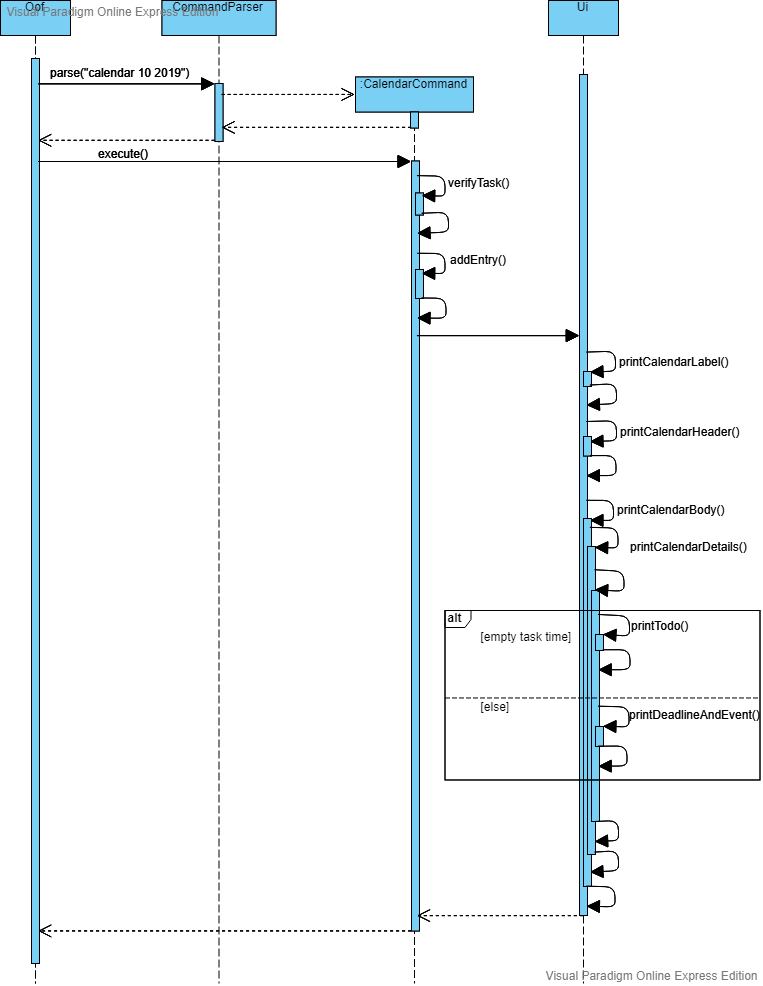 Oof
Visual Paradigm Online Express Edition
CommandParser
Ui
parse("calendar 10 2019")
:CalendarCommand
execute()
verifyTask()
addEntry()
printCalendarLabel()
printCalendarHeader()
printCalendarBody()
printCalendarDetails()
alt
printTodo()
[empty task time]
[else]
printDeadlineAndEvent()
Visual Paradigm Online Express Edition